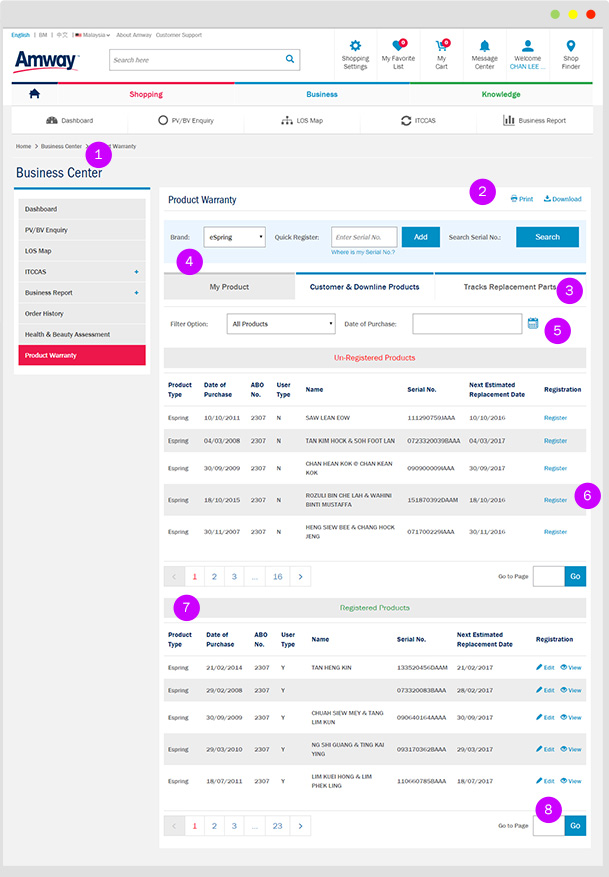 English | BM | 中文 | Malaysia About Amway Customer Support
Amway
Search here
Shopping Settings
0
My Favorite List
0
My Cart
Message Center
Welcome CHAN LEE ...
Shop Finder
Shopping Business Knowledge
Dashboard PV/BV Enquiry LOS Map ITCCAS Business Report
Home > Business Center > Warranty
1
Business Center
Dashboard
PV/BV Enquiry
LOS Map
ITCCAS +
Business Report +
Order History
Health & Beauty Assessment
Product Warranty
Product Warranty 2 Print Download
Brand: eSpring Quick Register: Enter Serial No. Add Search Serial No.: Search
Where is my Serial No.?
4
My Product Customer & Downline Products Tracks Replacement Parts 3
Filter Option: All Products Date of Purchase: 5
Un-Registered Products
Product Type Date of Purchase ABO No. User Type Name Serial No. Next Estimated Replacement Date Registration
Espring 10/10/2011 2307 N SAW LEAN EOW 111290759JAAA 10/10/2016 Register
Espring 04/03/2008 2307 N TAN KIM HOCK & SOH FOOT LAN 0723320039BAAA 04/03/2017 Register
Espring 30/09/2009 2307 N CHAN HEAN KOK @ CHAN KEAN KOK 090900009IAAA 30/09/2017 Register
Espring 18/10/2015 2307 N ROZULI BIN CHE LAH & WAHINI BINTI MUSTAFFA 151870392DAAM 18/10/2016 Register 6
Espring 30/11/2007 2307 N HENG SIEW BEE & CHANG HOCK JENG 071700229IAAA 30/11/2016 Register
< 1 2 3 ... 16 > Go to Page Go
7 Registered Products
Product Type Date of Purchase ABO No. User Type Name Serial No. Next Estimated Replacement Date Registration
Espring 21/02/2014 2307 Y TAN HENG KIN 133520456DAAM 21/02/2017 Edit View
Espring 29/02/2008 2307 Y 073320083BAAA 28/02/2017 Edit View
Espring 30/09/2009 2307 Y CHUAH SIEW MEY & TANG LIM KUN 090640164AAAA 30/09/2017 Edit View
Espring 29/03/2010 2307 Y NG SHI GUANG & TING KAI YING 093170362BAAA 29/03/2017 Edit View
Espring 18/07/2011 2307 Y LIM KUEI HONG & LIM PHEK LING 110660785BAAA 18/07/2017 Edit View
8
< 1 2 3 ... 23 > Go to Page Go